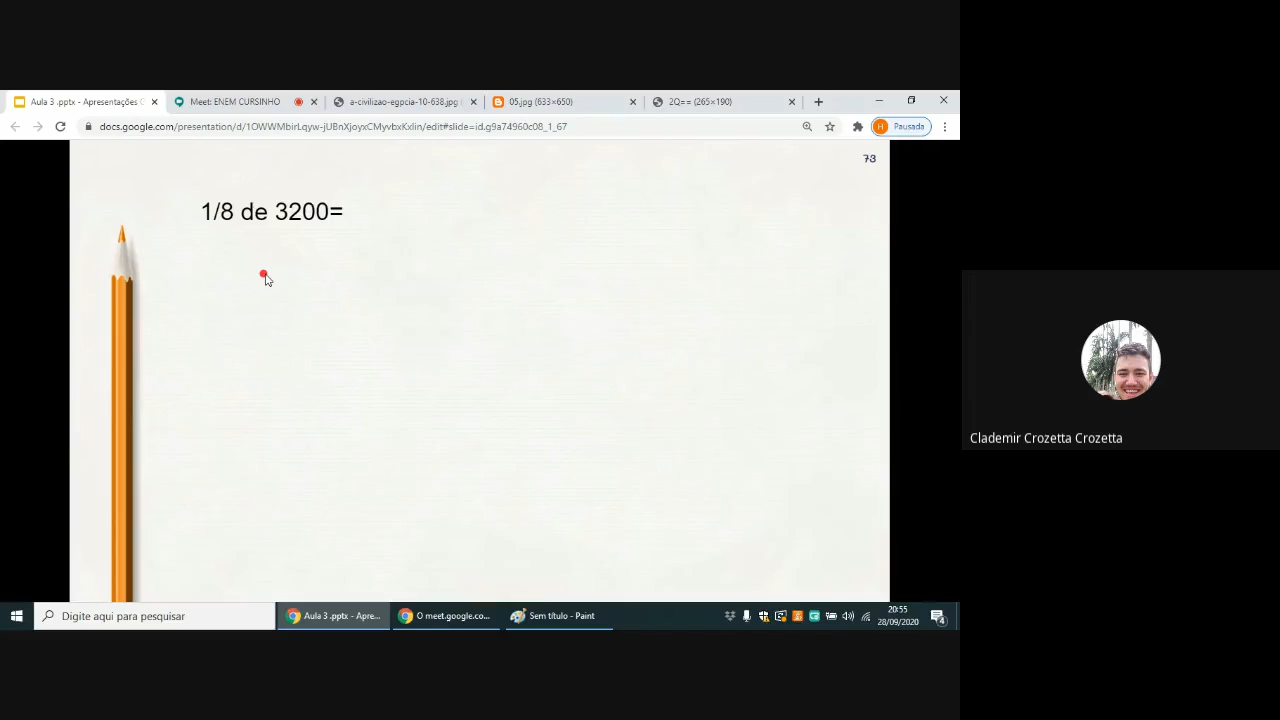 Aula 3 .pptx - Apresentações
Meet: ENEM CURSINHO
a-civilizao-egpcia-10-638.jpg
05.jpg (633×650)
2Q== (265×190)
docs.google.com/presentation/d/1OWWMbirLqyw-jUBnXjoyxCMyvbxKxlin/edit#slide=id.g9a74960c08_1_67
H
Pausada
73
1/8 de 3200=
Clademir Crozetta Crozetta
Digite aqui para pesquisar
Aula 3 .pptx - Apre...
O meet.google.co...
Sem título - Paint
20:55
28/09/2020
4